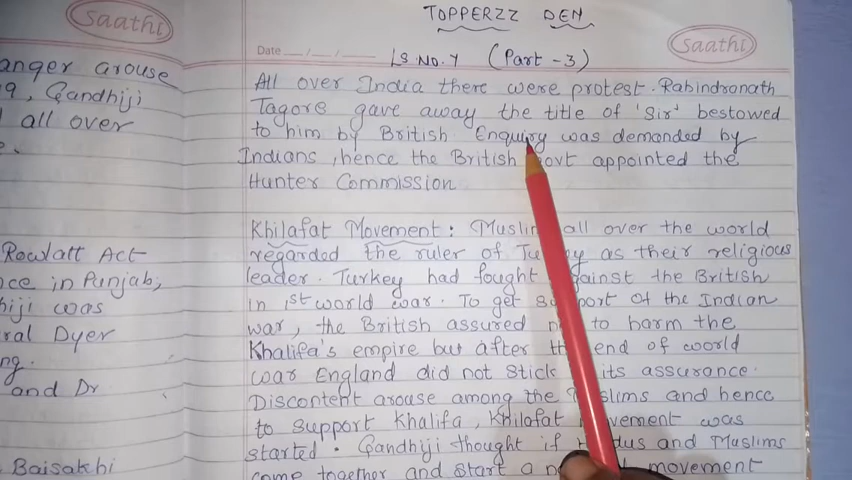 TOPPERZZ DEN
saathi
saathi
Date
LS.NO.7 (Part-3)
anger arouse
9, Gandhiji
all over
All over India there were protest. Rabindranath
Tagore gave away the title of 'Sir' bestowed
to him by British Enquiry was demanded by
Indians, hence the British Govt appointed the
Hunter Commission
Khilafat Movement: Muslim all over the world
regarded the ruler of as their religious
leader. Turkey had fought against the British
in 1st world war. To get of the Indian
war, the British assured to harm the
Khalifa's empire but after the end of world
war England did not stick its assurance.
Discontent arouse among the Muslims and hence
to support Khalifa, Khilafat Movement was
started. Gandhiji thought if and Muslims
come together and start a movement
Rowlatt Act
ce in Punjab,
hiji was
ral Dyer
ng.
and Dr
Baisakhi